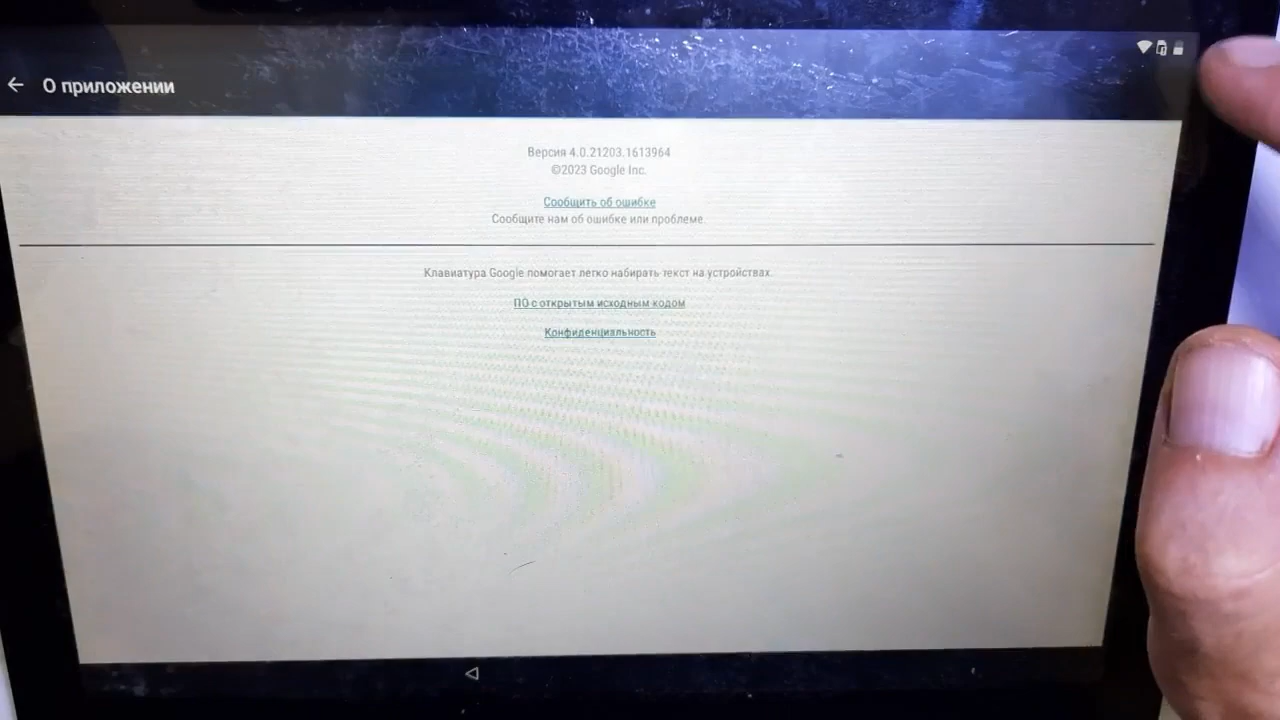 О приложении
Версия 4.0.21203.1613964
©2023 Google Inc.
Сообщить об ошибке
Сообщите нам об ошибке или проблеме.
Клавиатура Google помогает легко набирать текст на устройствах.
ПО с открытым исходным кодом
Конфиденциальность